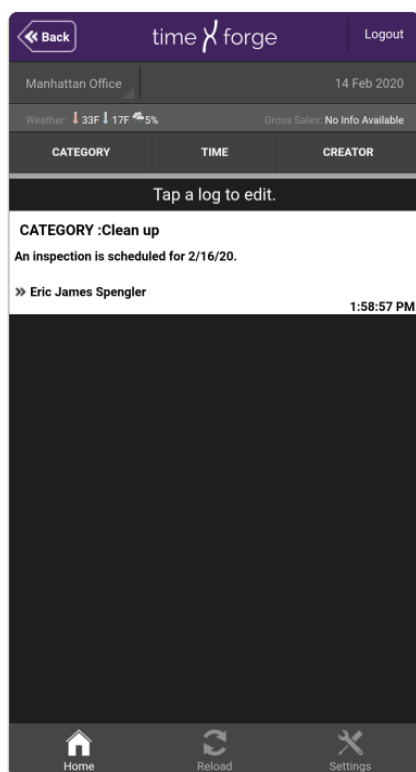 Back
time forge
Logout
Manhattan Office
14 Feb 2020
Weather: 33F 17F 5%
Gross Sales: No Info Available
CATEGORY
TIME
CREATOR
Tap a log to edit.
CATEGORY :Clean up
An inspection is scheduled for 2/16/20.
» Eric James Spengler
1:58:57 PM
Home
Reload
Settings